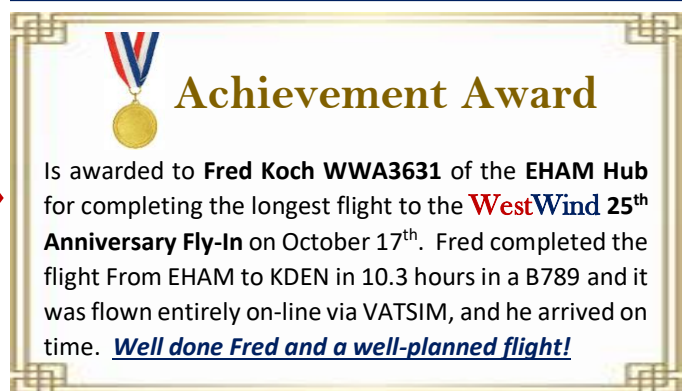 Achievement Award
Is awarded to Fred Koch WWA3631 of the EHAM Hub
for completing the longest flight to the WestWind 25th
Anniversary Fly-In on October 17th. Fred completed the
flight From EHAM to KDEN in 10.3 hours in a B789 and it
was flown entirely on-line via VATSIM, and he arrived on
time. Well done Fred and a well-planned flight!